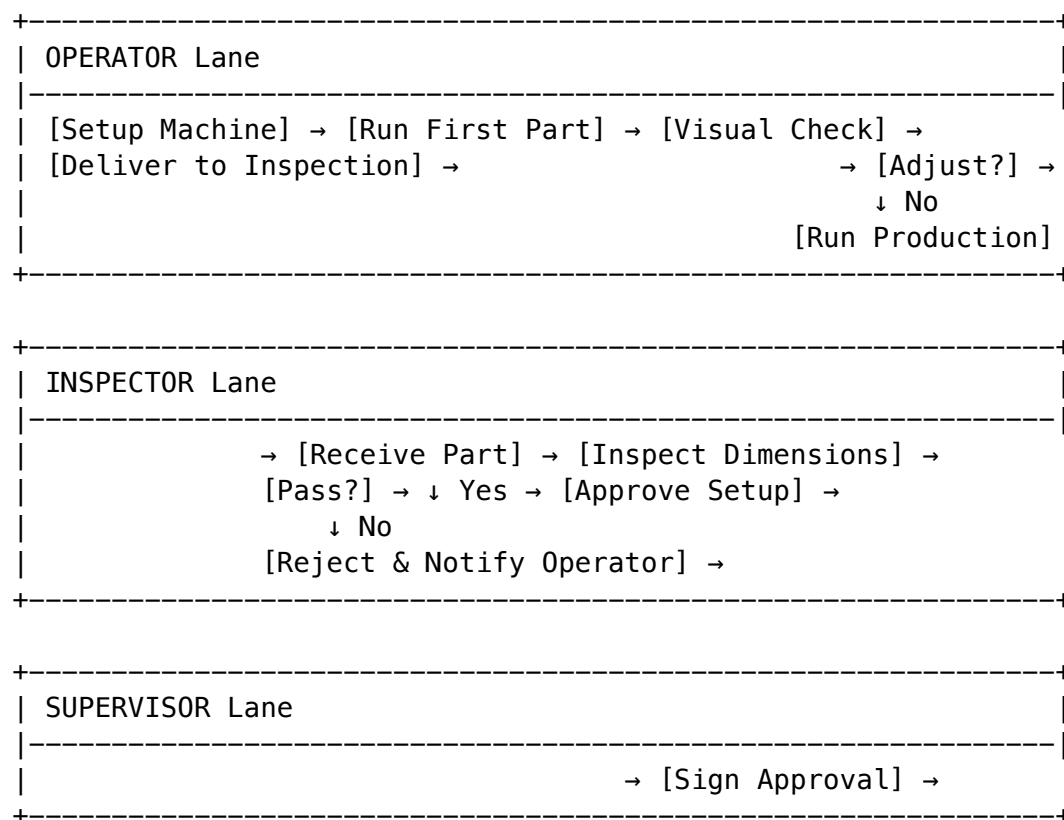 OPERATOR Lane
[Setup Machine] → [Run First Part] → [Visual Check] →
[Deliver to Inspection] → → [Adjust?] →
↓ No
[Run Production]
INSPECTOR Lane
→ [Receive Part] → [Inspect Dimensions] →
[Pass?] → ↓ Yes → [Approve Setup] →
↓ No
[Reject & Notify Operator] →
SUPERVISOR Lane
→ [Sign Approval] →